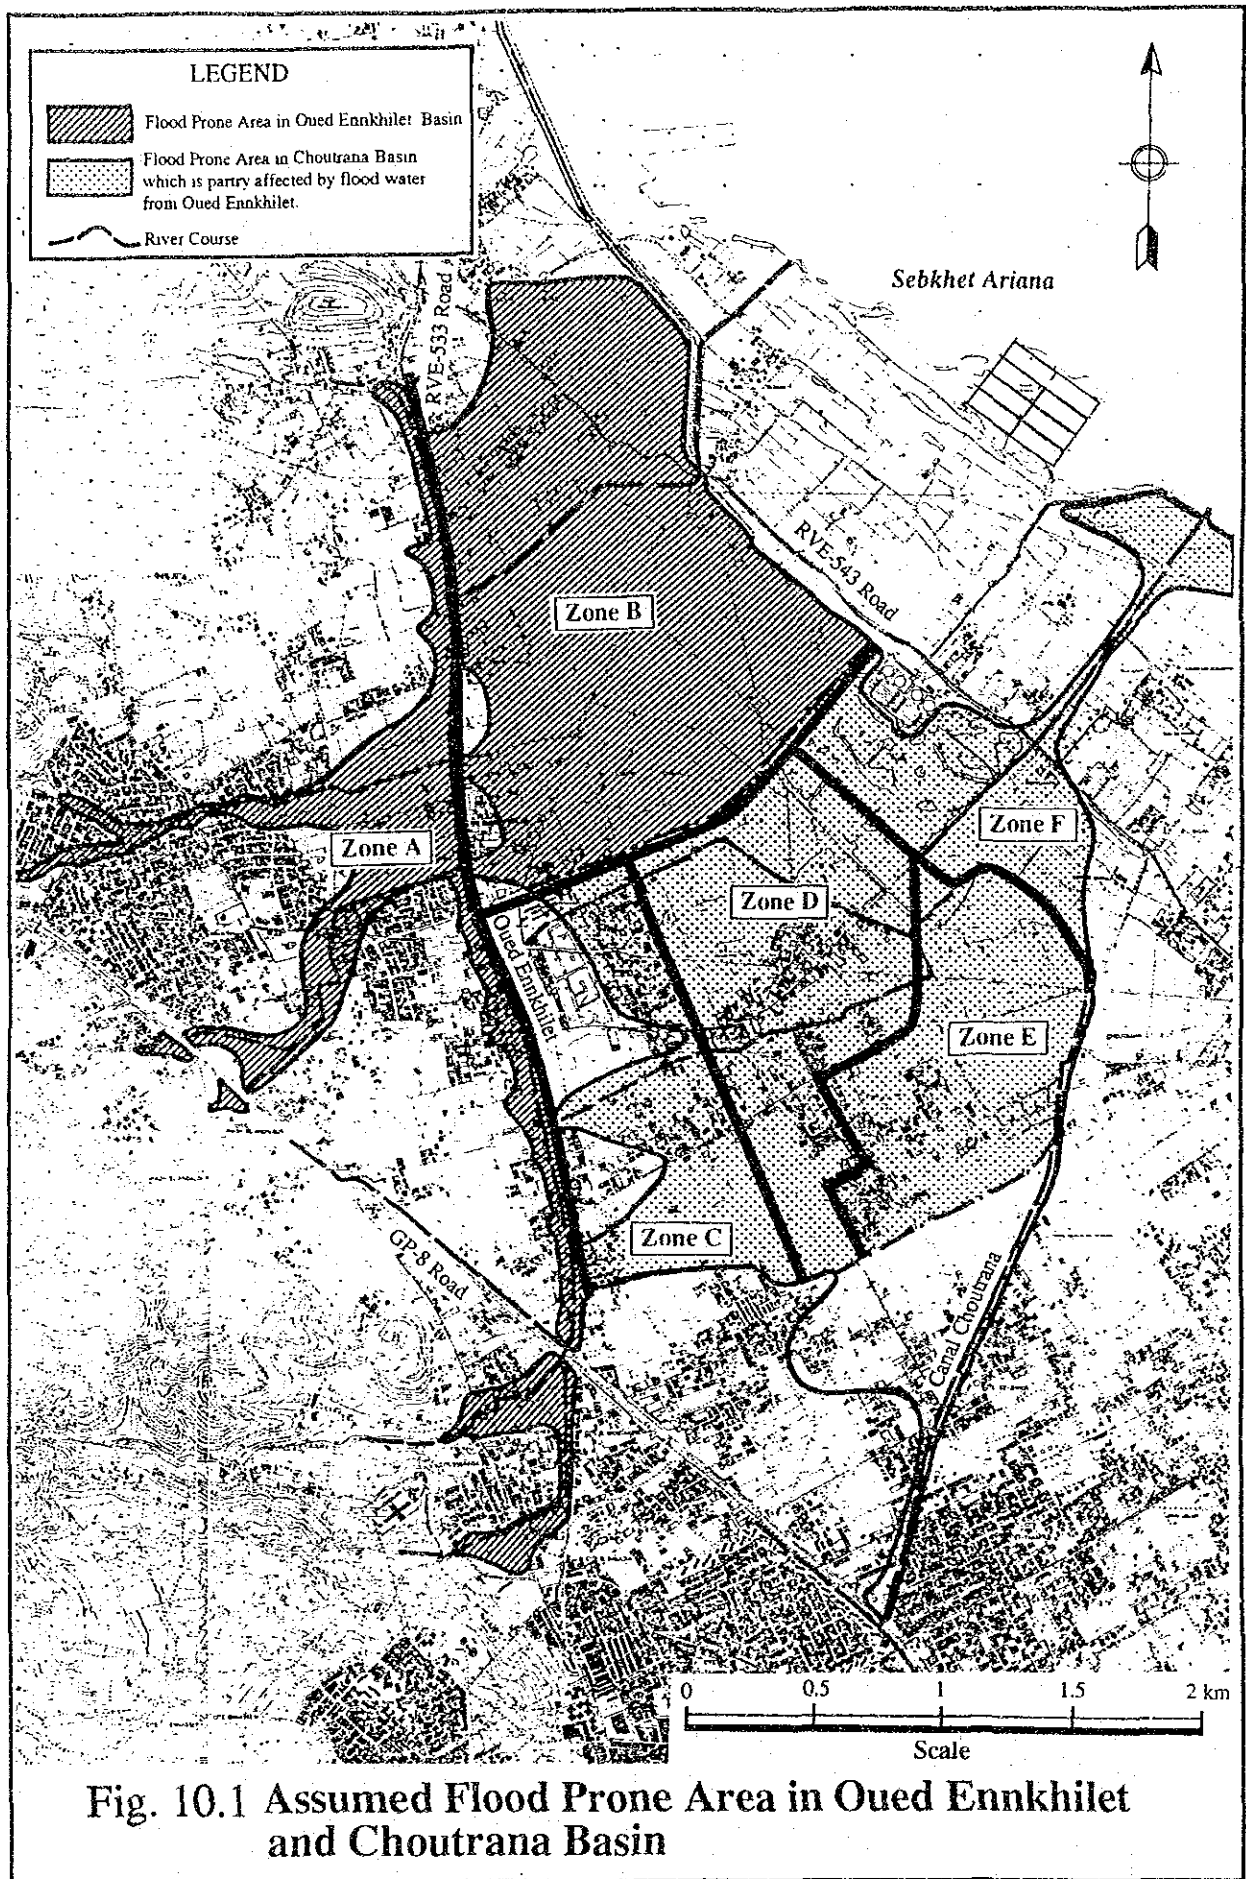 LEGEND
Flood Prone Area in Oued Ennkhilet Basin
Flood Prone Area in Choutrana Basin
which is partry affected by flood water
from Oued Ennkhilet.
River Course
Sebkhet Ariana
RVE-533 Road
RVE-543 Road
Zone B
Zone A
Zone F
Zone D
Oued Ennkhilet
Zone E
Zone C
GP-8 Road
Canal Choutrana
0 0.5 1 1.5 2 km
Scale
Fig. 10.1 Assumed Flood Prone Area in Oued Ennkhilet
and Choutrana Basin